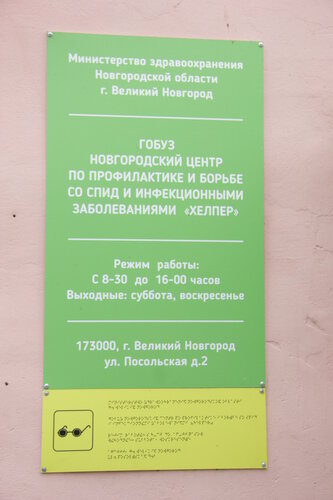 Министерство здравоохранения
Новгородской области
г. Великий Новгород
ГОБУЗ
НОВГОРОДСКИЙ ЦЕНТР
ПО ПРОФИЛАКТИКЕ И БОРЬБЕ
СО СПИД И ИНФЕКЦИОННЫМИ
ЗАБОЛЕВАНИЯМИ «ХЕЛПЕР»
Режим работы:
С 8-30 до 16-00 часов
Выходные: суббота, воскресенье
173000, г. Великий Новгород
ул. Посольская д.2